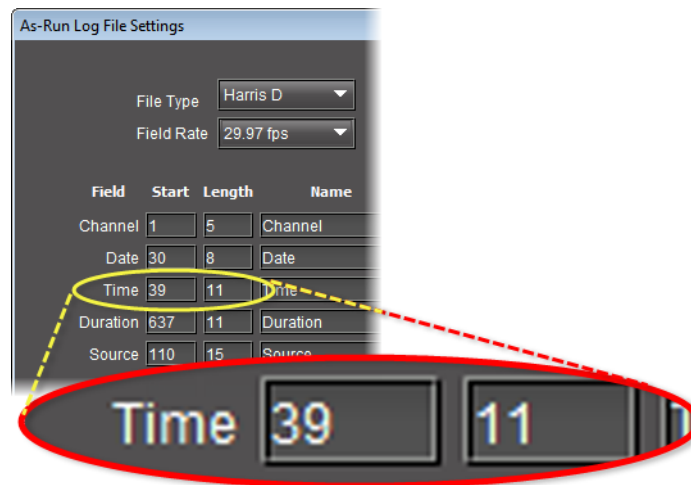 As-Run Log File Settings
File Type Harris D
Field Rate 29.97 fps
Field Start Length Name
Channel 1 5 Channel
Date 30 8 Date
Time 39 11 Time
Duration 637 11 Duration
Source 110 15 Source
Time 39 11